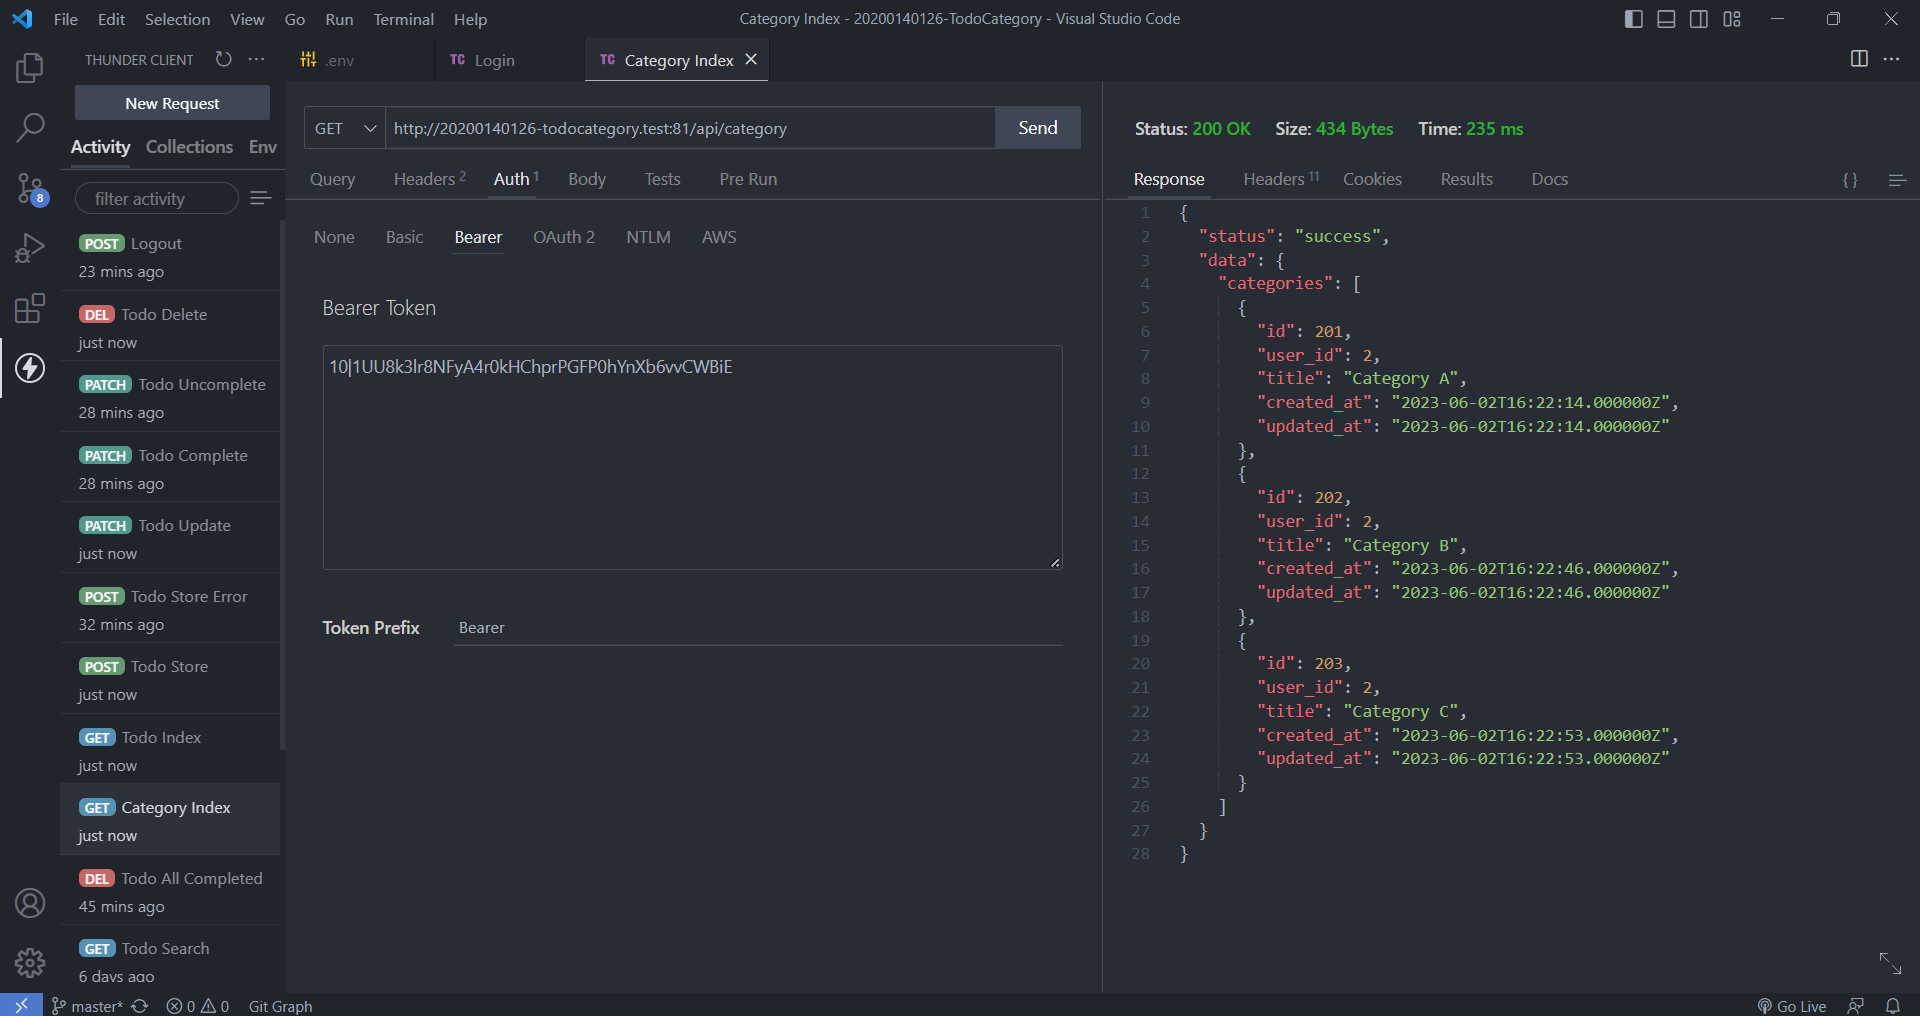 File Edit Selection View Go Run Terminal Help
Category Index - 20200140126-TodoCategory - Visual Studio Code
THUNDER CLIENT
New Request
Activity Collections Env
filter activity
POST Logout
23 mins ago
DEL Todo Delete
just now
PATCH Todo Uncomplete
28 mins ago
PATCH Todo Complete
28 mins ago
PATCH Todo Update
just now
POST Todo Store Error
32 mins ago
POST Todo Store
just now
GET Todo Index
just now
GET Category Index
just now
DEL Todo All Completed
45 mins ago
GET Todo Search
6 days ago
8
.env
TC Login
TC Category Index
GET http://20200140126-todocategory.test:81/api/category Send
Query Headers 2 Auth 1 Body Tests Pre Run
None Basic Bearer OAuth 2 NTLM AWS
Bearer Token
10|1UU8k3lr8NFyA4r0kHChprPGFP0hYnXb6vvCWBiE
Token Prefix Bearer
Status: 200 OK Size: 434 Bytes Time: 235 ms
Response Headers 11 Cookies Results Docs {}
1 {
2 "status": "success",
3 "data": {
4 "categories": [
5 {
6 "id": 201,
7 "user_id": 2,
8 "title": "Category A",
9 "created_at": "2023-06-02T16:22:14.000000Z",
10 "updated_at": "2023-06-02T16:22:14.000000Z"
11 },
12 {
13 "id": 202,
14 "user_id": 2,
15 "title": "Category B",
16 "created_at": "2023-06-02T16:22:46.000000Z",
17 "updated_at": "2023-06-02T16:22:46.000000Z"
18 },
19 {
20 "id": 203,
21 "user_id": 2,
22 "title": "Category C",
23 "created_at": "2023-06-02T16:22:53.000000Z",
24 "updated_at": "2023-06-02T16:22:53.000000Z"
25 }
26 ]
27 }
28 }
master* 0 0 Git Graph
Go Live